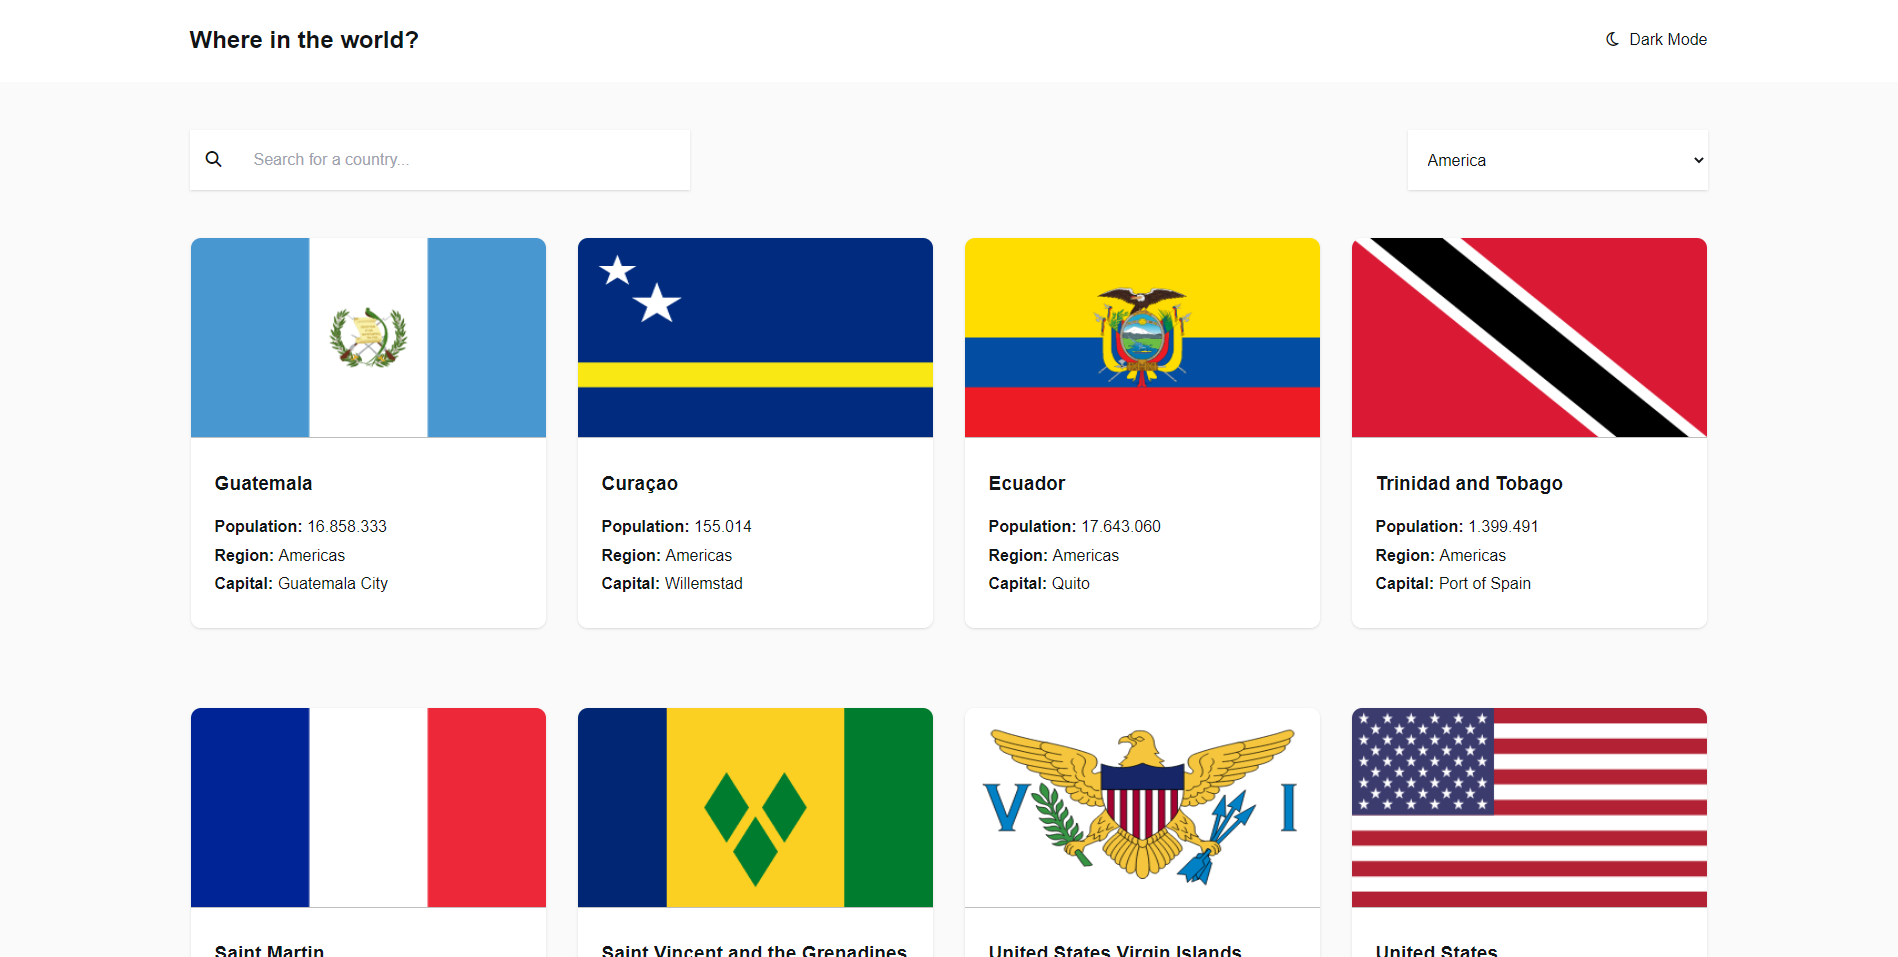 Where in the world?
Dark Mode
Search for a country...
America
Guatemala
Population: 16.858.333
Region: Americas
Capital: Guatemala City
Curaçao
Population: 155.014
Region: Americas
Capital: Willemstad
Ecuador
Population: 17.643.060
Region: Americas
Capital: Quito
Trinidad and Tobago
Population: 1.399.491
Region: Americas
Capital: Port of Spain
V I
Saint Martin
Saint Vincent and the Grenadines
United States Virgin Islands
United States